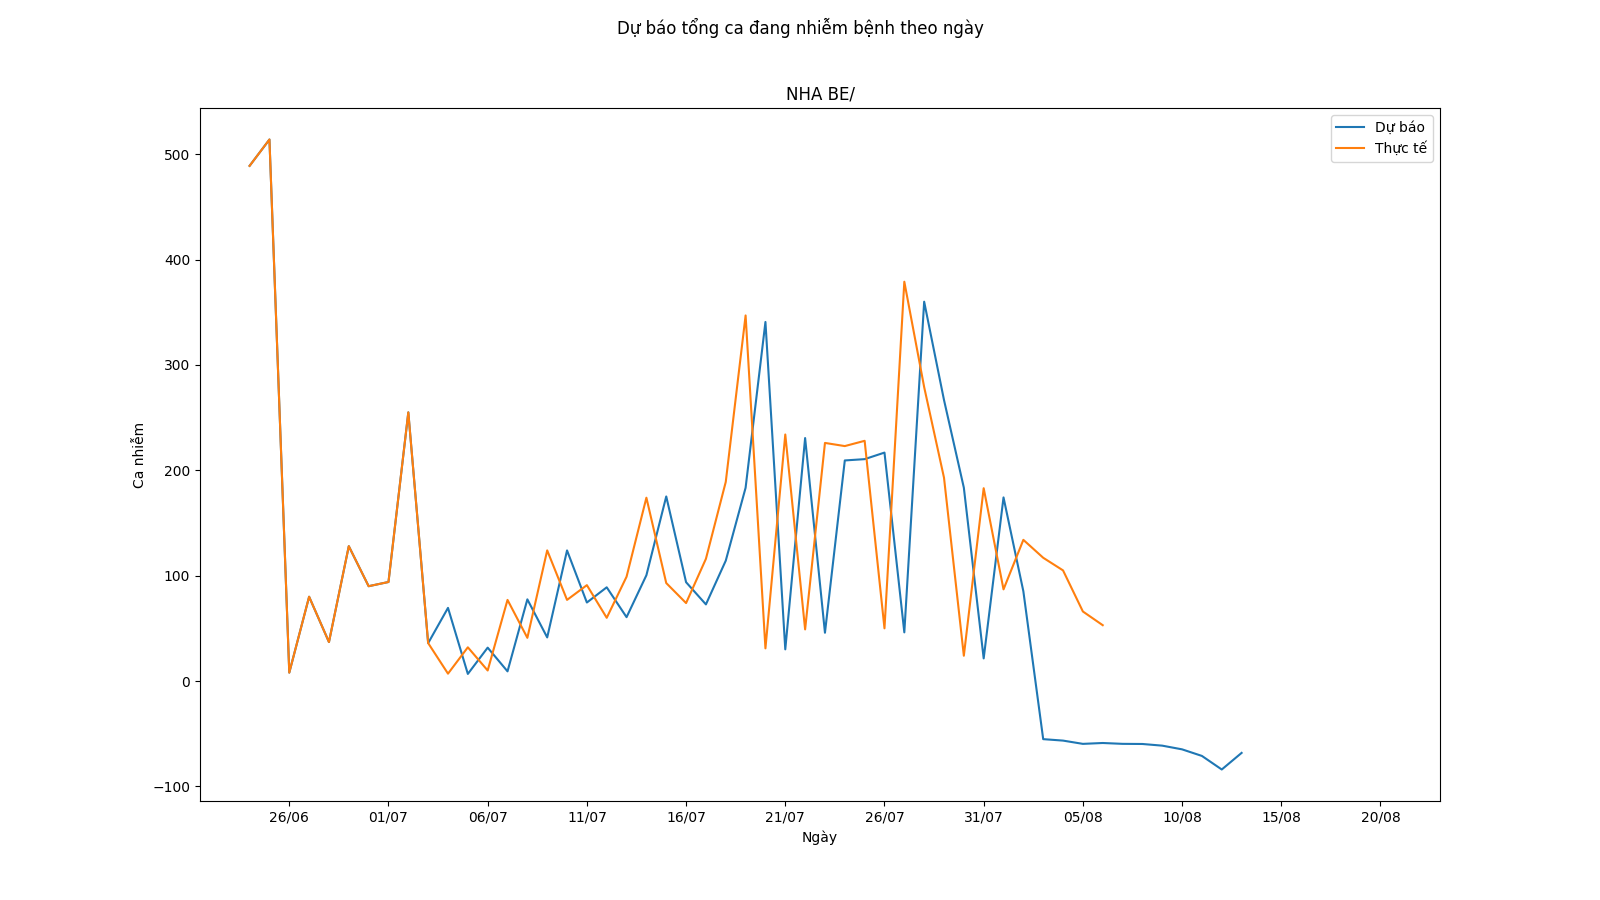 Dự báo tổng ca đang nhiễm bệnh theo ngày
NHA BE/
Dự báo
Thực tế
500
400
300
200
100
0
−100
Ca nhiễm
26/06 01/07 06/07 11/07 16/07 21/07 26/07 31/07 05/08 10/08 15/08 20/08
Ngày